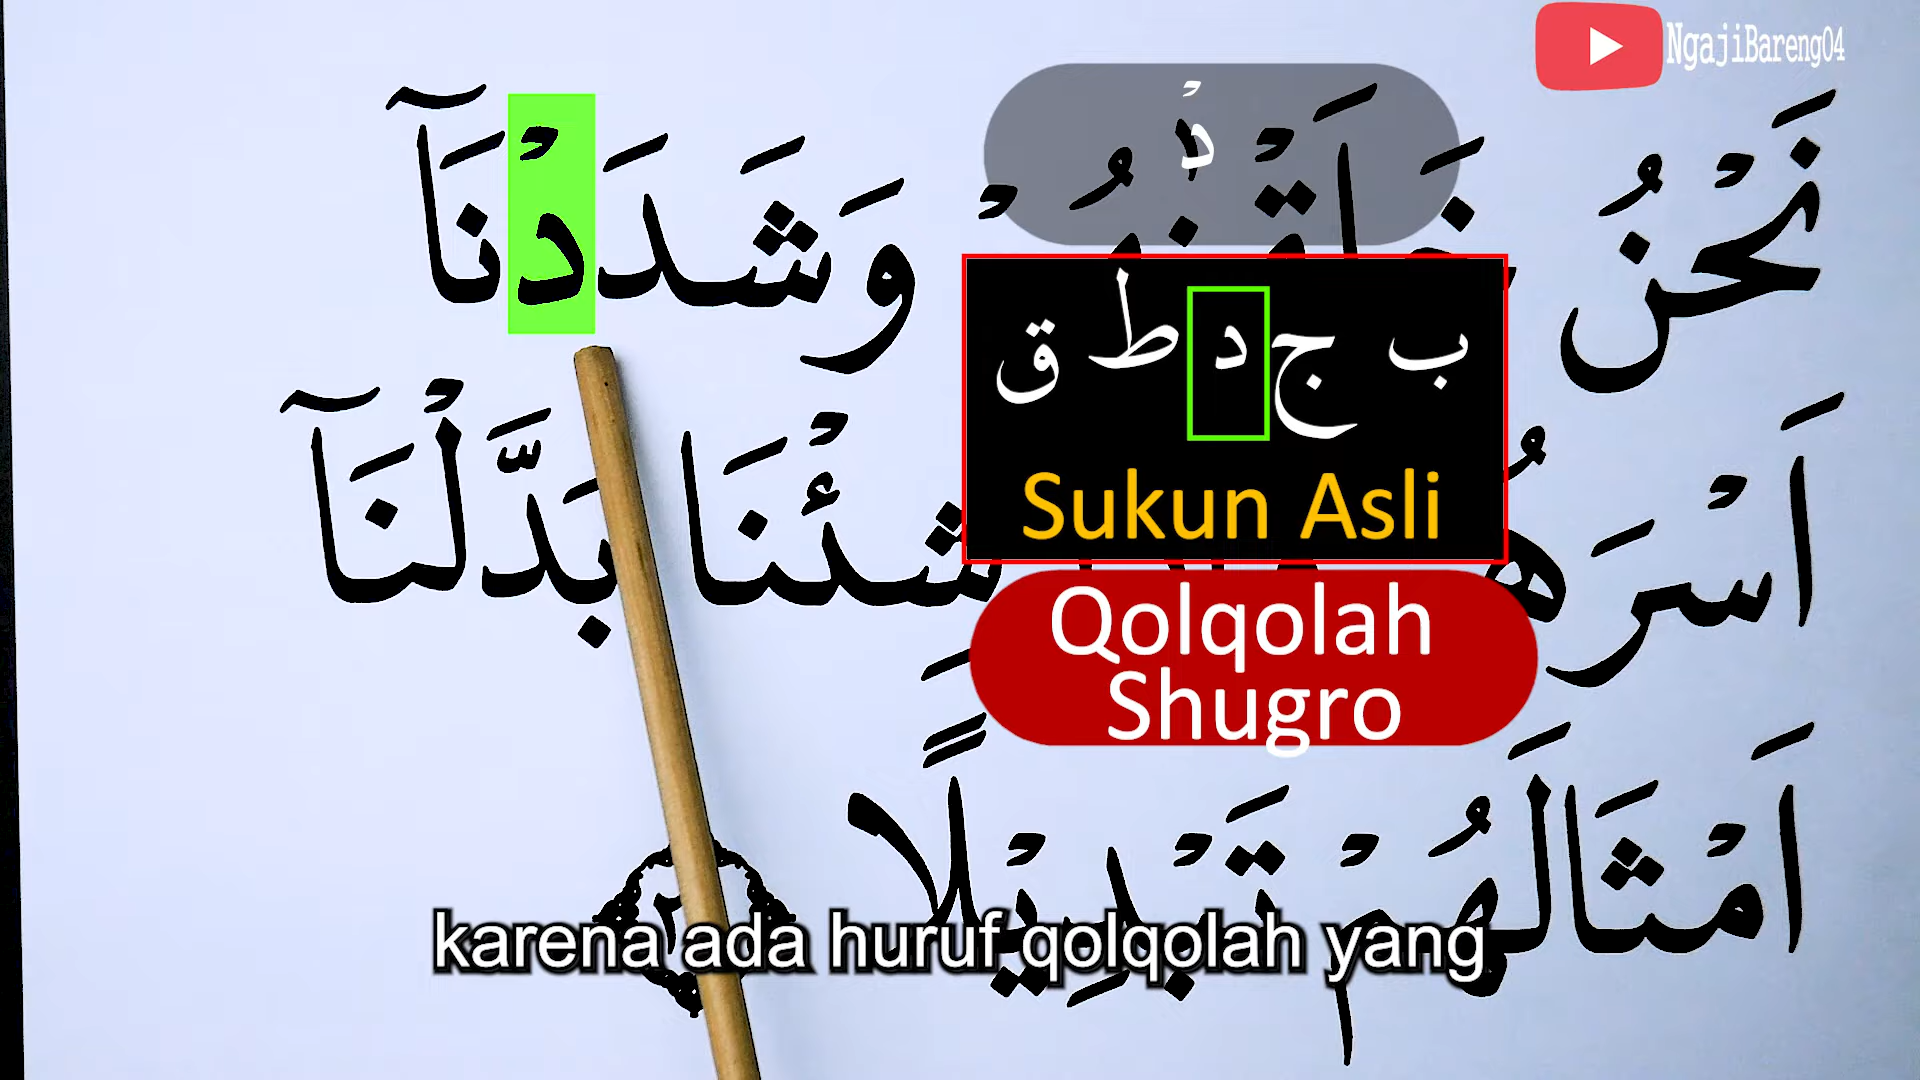 NgajiBareng04
نَحْنُ خَلَقْنٰهُمْ وَشَدَدْنَآ
دْ
ب ج د ط ق
Sukun Asli
اَسْرَهُمْ شِئْنَا بَدَّلْنَآ
Qolqolah
Shugro
اَمْثَالَهُمْ تَبْدِيْلًا
karena ada huruf qolqolah yang